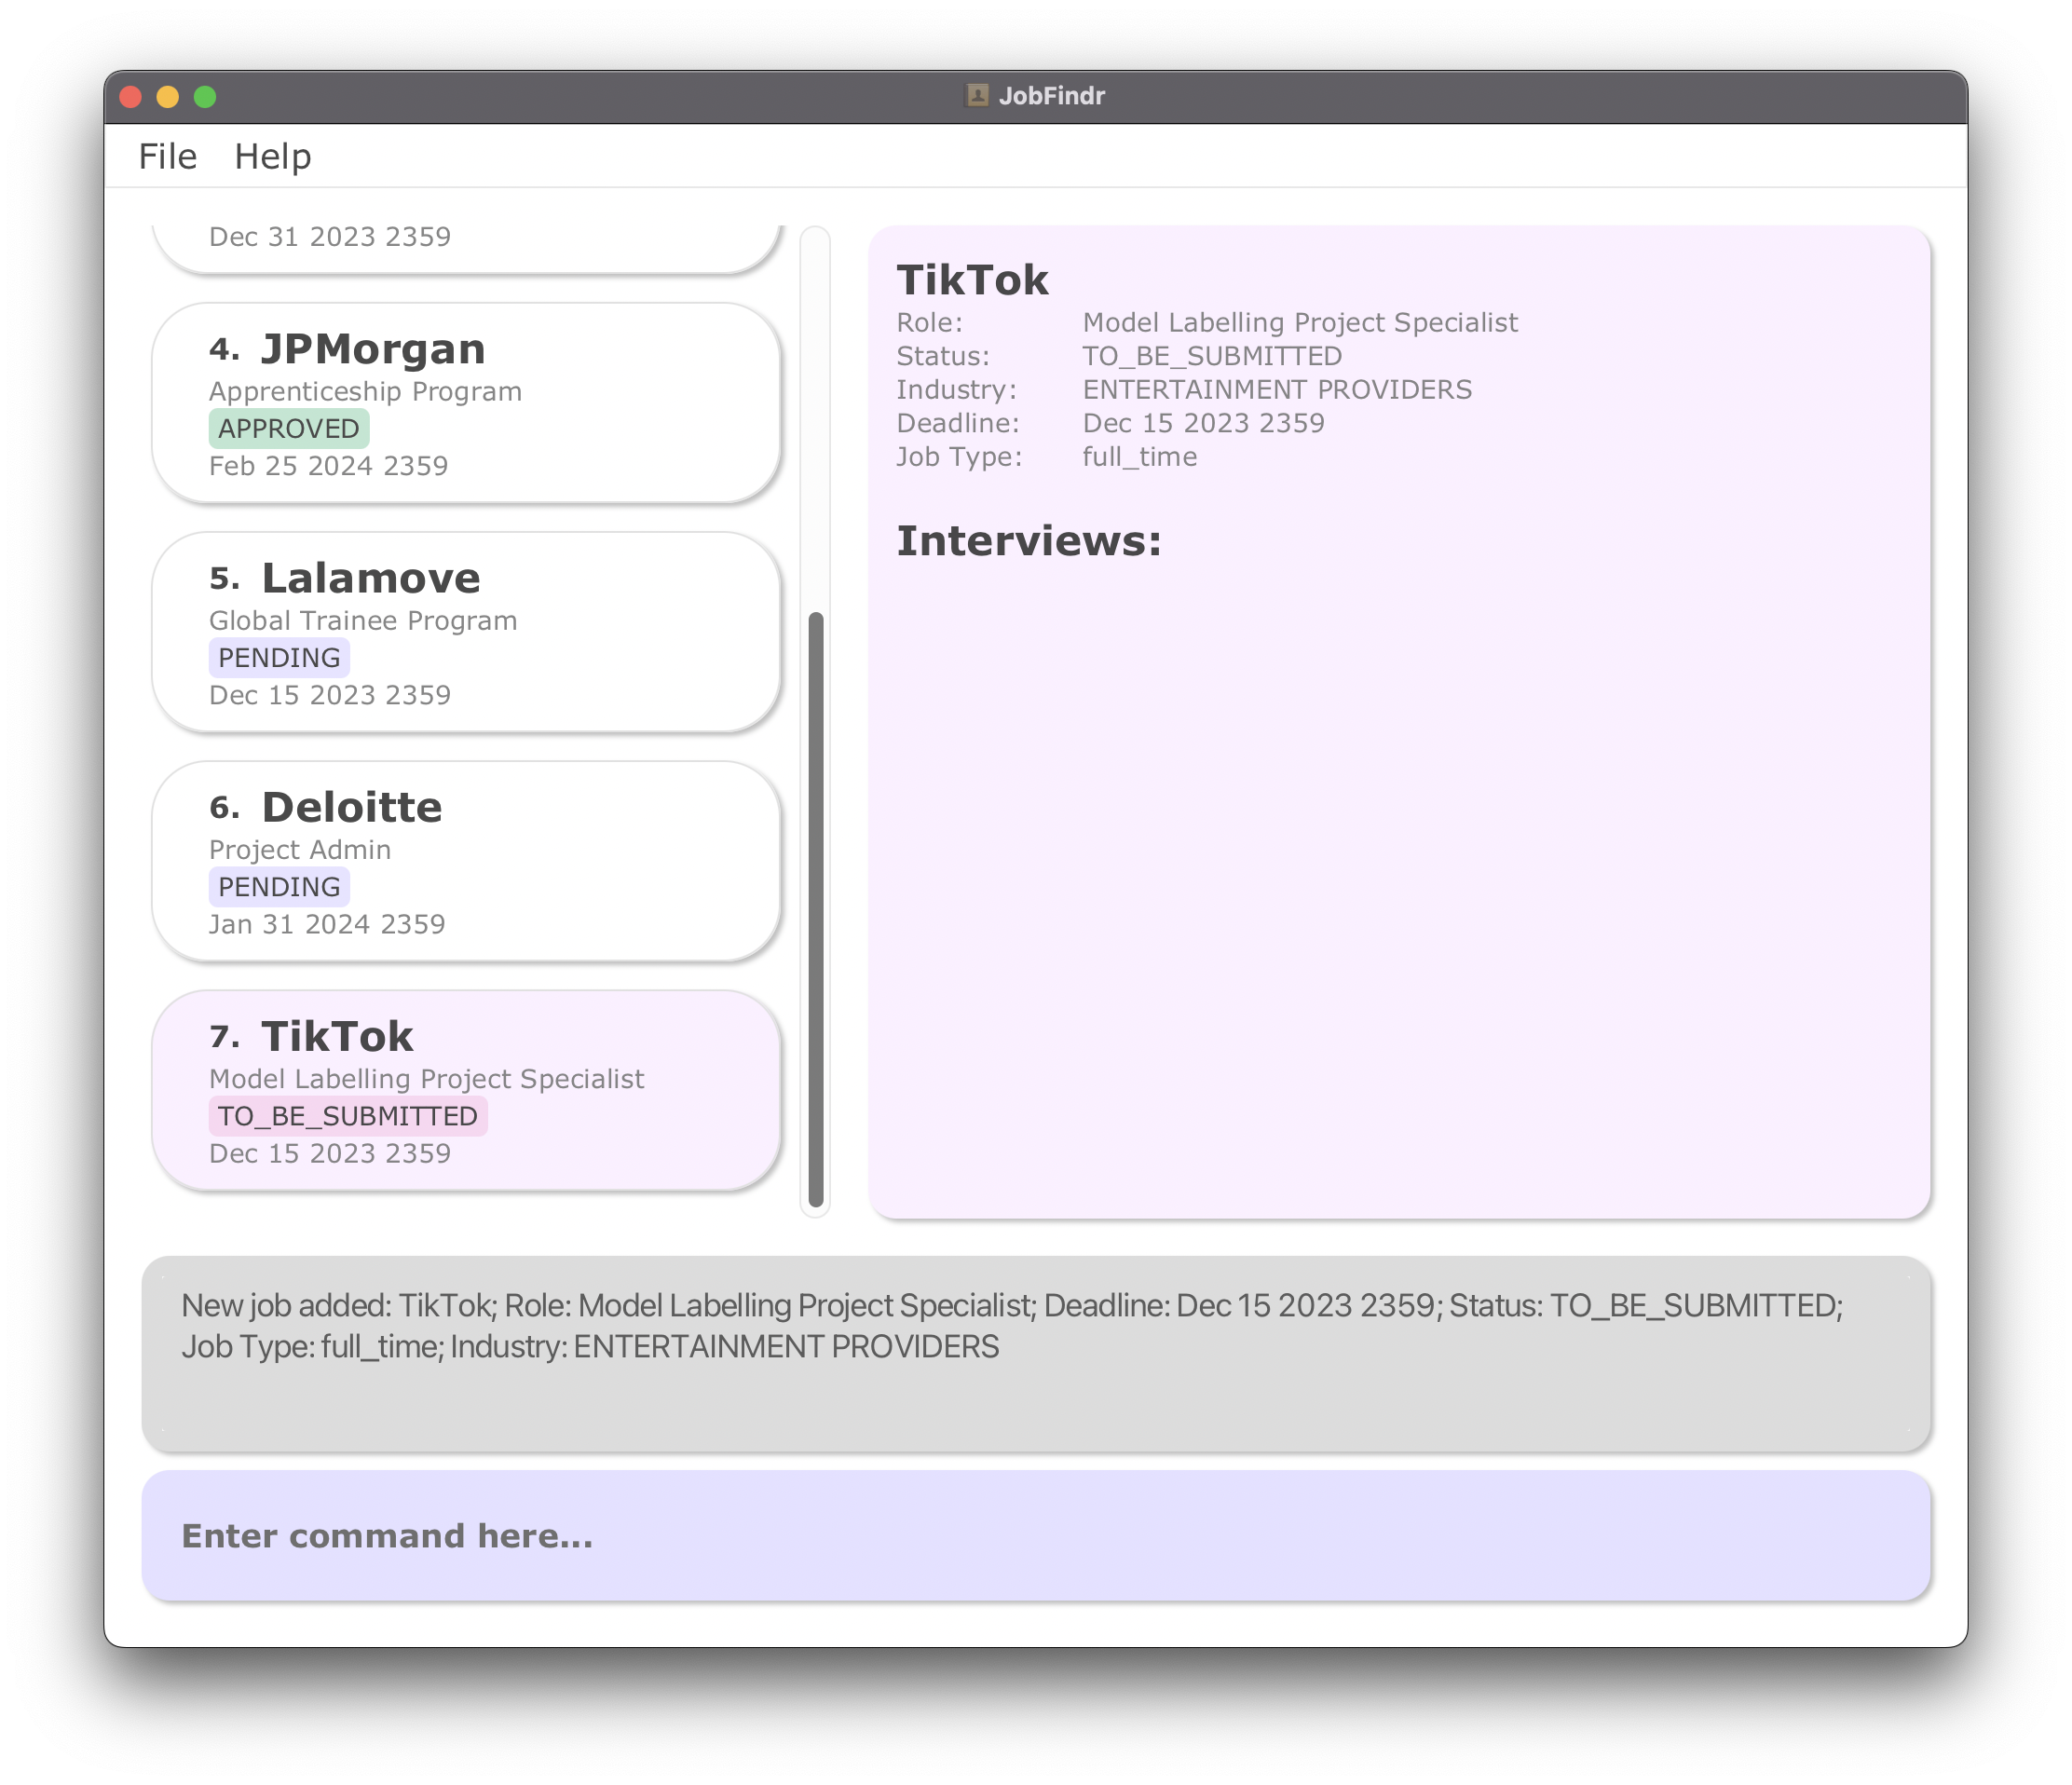 JobFindr
File Help
Dec 31 2023 2359
4. JPMorgan
Apprenticeship Program
APPROVED
Feb 25 2024 2359
5. Lalamove
Global Trainee Program
PENDING
Dec 15 2023 2359
6. Deloitte
Project Admin
PENDING
Jan 31 2024 2359
7. TikTok
Model Labelling Project Specialist
TO_BE_SUBMITTED
Dec 15 2023 2359
TikTok
Role: Model Labelling Project Specialist
Status: TO_BE_SUBMITTED
Industry: ENTERTAINMENT PROVIDERS
Deadline: Dec 15 2023 2359
Job Type: full_time
Interviews:
New job added: TikTok; Role: Model Labelling Project Specialist; Deadline: Dec 15 2023 2359; Status: TO_BE_SUBMITTED;
Job Type: full_time; Industry: ENTERTAINMENT PROVIDERS
Enter command here...